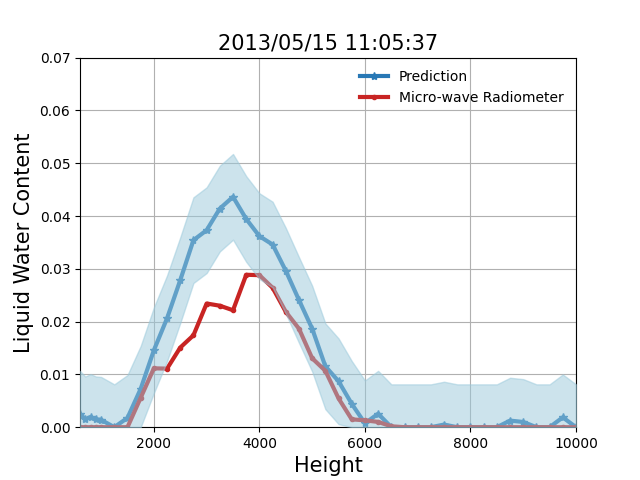 2013/05/15 11:05:37
Prediction
Micro-wave Radiometer
Liquid Water Content
0.07
0.06
0.05
0.04
0.03
0.02
0.01
0.00
2000 4000 6000 8000 10000
Height